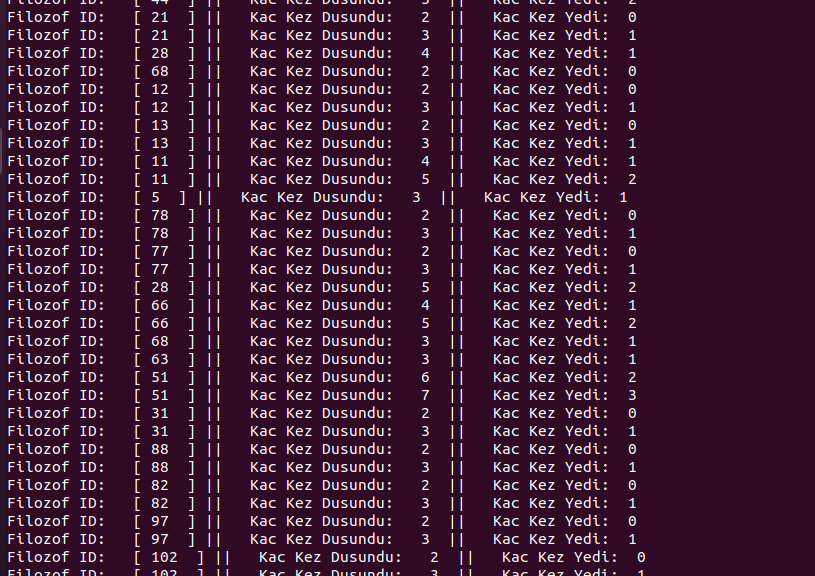 Filozof ID: [ 44 ] || Kac Kez Dusundu: 3 || Kac Kez Yedi: 2
Filozof ID: [ 21 ] || Kac Kez Dusundu: 2 || Kac Kez Yedi: 0
Filozof ID: [ 21 ] || Kac Kez Dusundu: 3 || Kac Kez Yedi: 1
Filozof ID: [ 28 ] || Kac Kez Dusundu: 4 || Kac Kez Yedi: 1
Filozof ID: [ 68 ] || Kac Kez Dusundu: 2 || Kac Kez Yedi: 0
Filozof ID: [ 12 ] || Kac Kez Dusundu: 2 || Kac Kez Yedi: 0
Filozof ID: [ 12 ] || Kac Kez Dusundu: 3 || Kac Kez Yedi: 1
Filozof ID: [ 13 ] || Kac Kez Dusundu: 2 || Kac Kez Yedi: 0
Filozof ID: [ 13 ] || Kac Kez Dusundu: 3 || Kac Kez Yedi: 1
Filozof ID: [ 11 ] || Kac Kez Dusundu: 4 || Kac Kez Yedi: 1
Filozof ID: [ 11 ] || Kac Kez Dusundu: 5 || Kac Kez Yedi: 2
Filozof ID: [ 5 ] || Kac Kez Dusundu: 3 || Kac Kez Yedi: 1
Filozof ID: [ 78 ] || Kac Kez Dusundu: 2 || Kac Kez Yedi: 0
Filozof ID: [ 78 ] || Kac Kez Dusundu: 3 || Kac Kez Yedi: 1
Filozof ID: [ 77 ] || Kac Kez Dusundu: 2 || Kac Kez Yedi: 0
Filozof ID: [ 77 ] || Kac Kez Dusundu: 3 || Kac Kez Yedi: 1
Filozof ID: [ 28 ] || Kac Kez Dusundu: 5 || Kac Kez Yedi: 2
Filozof ID: [ 66 ] || Kac Kez Dusundu: 4 || Kac Kez Yedi: 1
Filozof ID: [ 66 ] || Kac Kez Dusundu: 5 || Kac Kez Yedi: 2
Filozof ID: [ 68 ] || Kac Kez Dusundu: 3 || Kac Kez Yedi: 1
Filozof ID: [ 63 ] || Kac Kez Dusundu: 3 || Kac Kez Yedi: 1
Filozof ID: [ 51 ] || Kac Kez Dusundu: 6 || Kac Kez Yedi: 2
Filozof ID: [ 51 ] || Kac Kez Dusundu: 7 || Kac Kez Yedi: 3
Filozof ID: [ 31 ] || Kac Kez Dusundu: 2 || Kac Kez Yedi: 0
Filozof ID: [ 31 ] || Kac Kez Dusundu: 3 || Kac Kez Yedi: 1
Filozof ID: [ 88 ] || Kac Kez Dusundu: 2 || Kac Kez Yedi: 0
Filozof ID: [ 88 ] || Kac Kez Dusundu: 3 || Kac Kez Yedi: 1
Filozof ID: [ 82 ] || Kac Kez Dusundu: 2 || Kac Kez Yedi: 0
Filozof ID: [ 82 ] || Kac Kez Dusundu: 3 || Kac Kez Yedi: 1
Filozof ID: [ 97 ] || Kac Kez Dusundu: 2 || Kac Kez Yedi: 0
Filozof ID: [ 97 ] || Kac Kez Dusundu: 3 || Kac Kez Yedi: 1
Filozof ID: [ 102 ] || Kac Kez Dusundu: 2 || Kac Kez Yedi: 0
Filozof ID: [ 102 ] || Kac Kez Dusundu: 3 || Kac Kez Yedi: 1